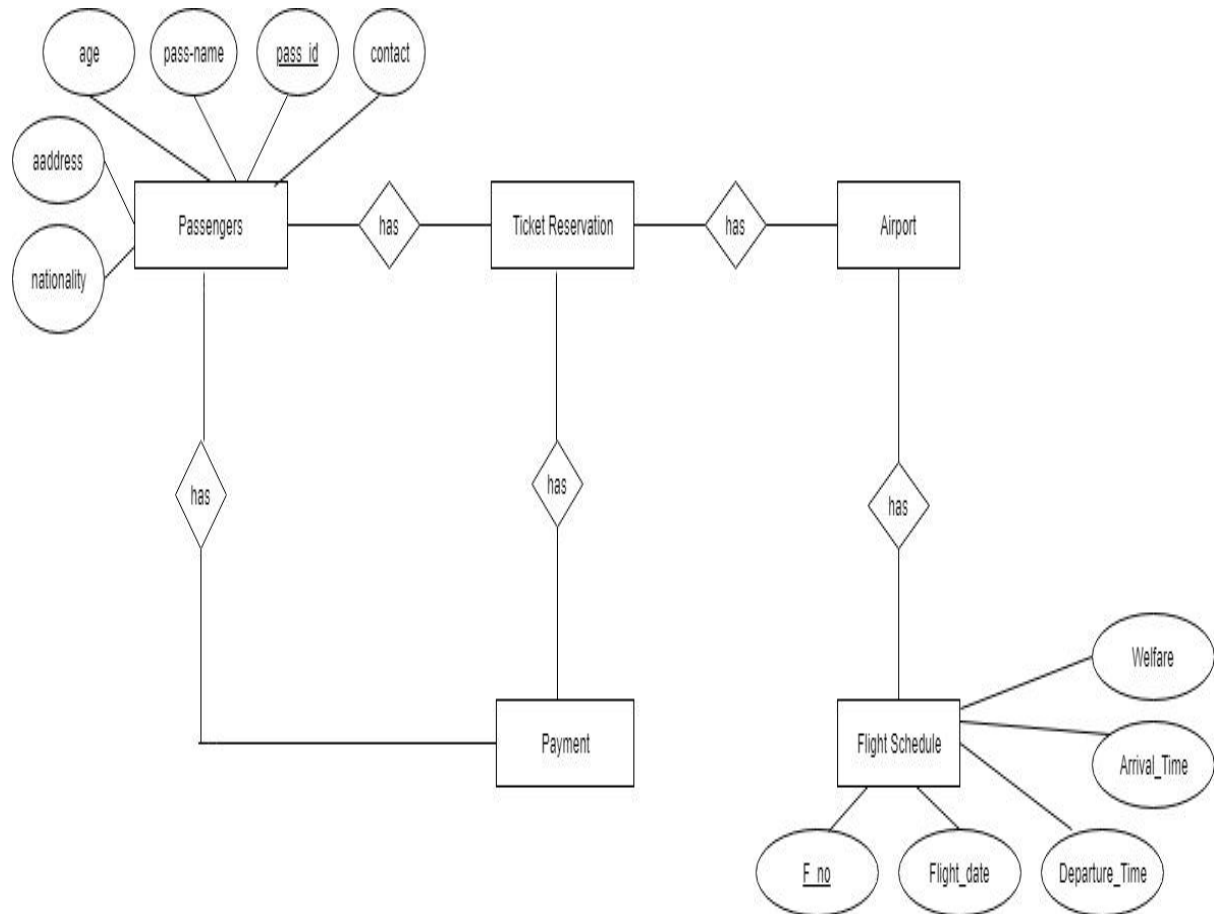 age
pass-name
pass_id
contact
aaddress
nationality
Passengers
has
Ticket Reservation
has
Airport
has
has
has
Payment
Flight Schedule
Welfare
Arrival_Time
F_no
Flight_date
Departure_Time